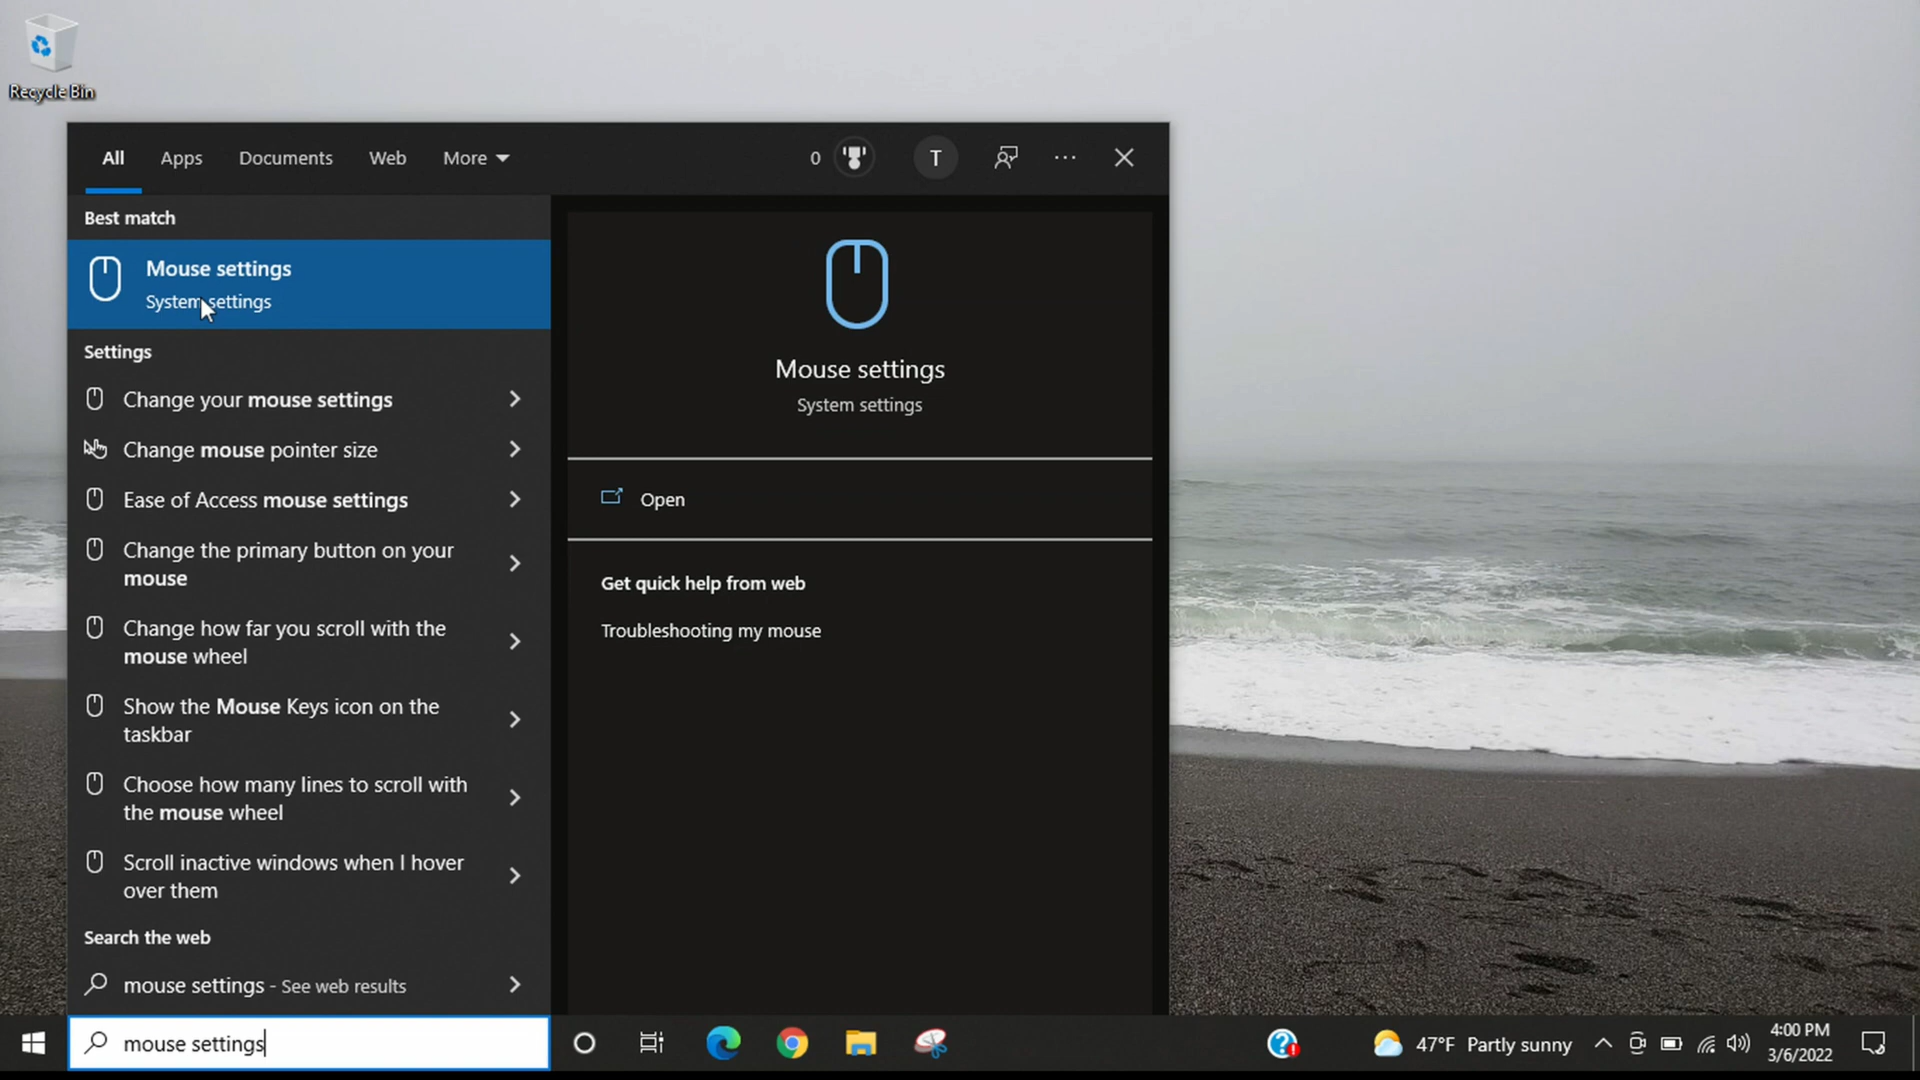 Recycle Bin
All
Apps
Documents
Web
More
0
T
Best match
Mouse settings
System settings
Settings
Change your mouse settings
Change mouse pointer size
Ease of Access mouse settings
Change the primary button on your
mouse
Change how far you scroll with the
mouse wheel
Show the Mouse Keys icon on the
taskbar
Choose how many lines to scroll with
the mouse wheel
Scroll inactive windows when I hover
over them
Search the web
mouse settings - See web results
Mouse settings
System settings
Open
Get quick help from web
Troubleshooting my mouse
mouse settings
47°F Partly sunny
4:00 PM
3/6/2022